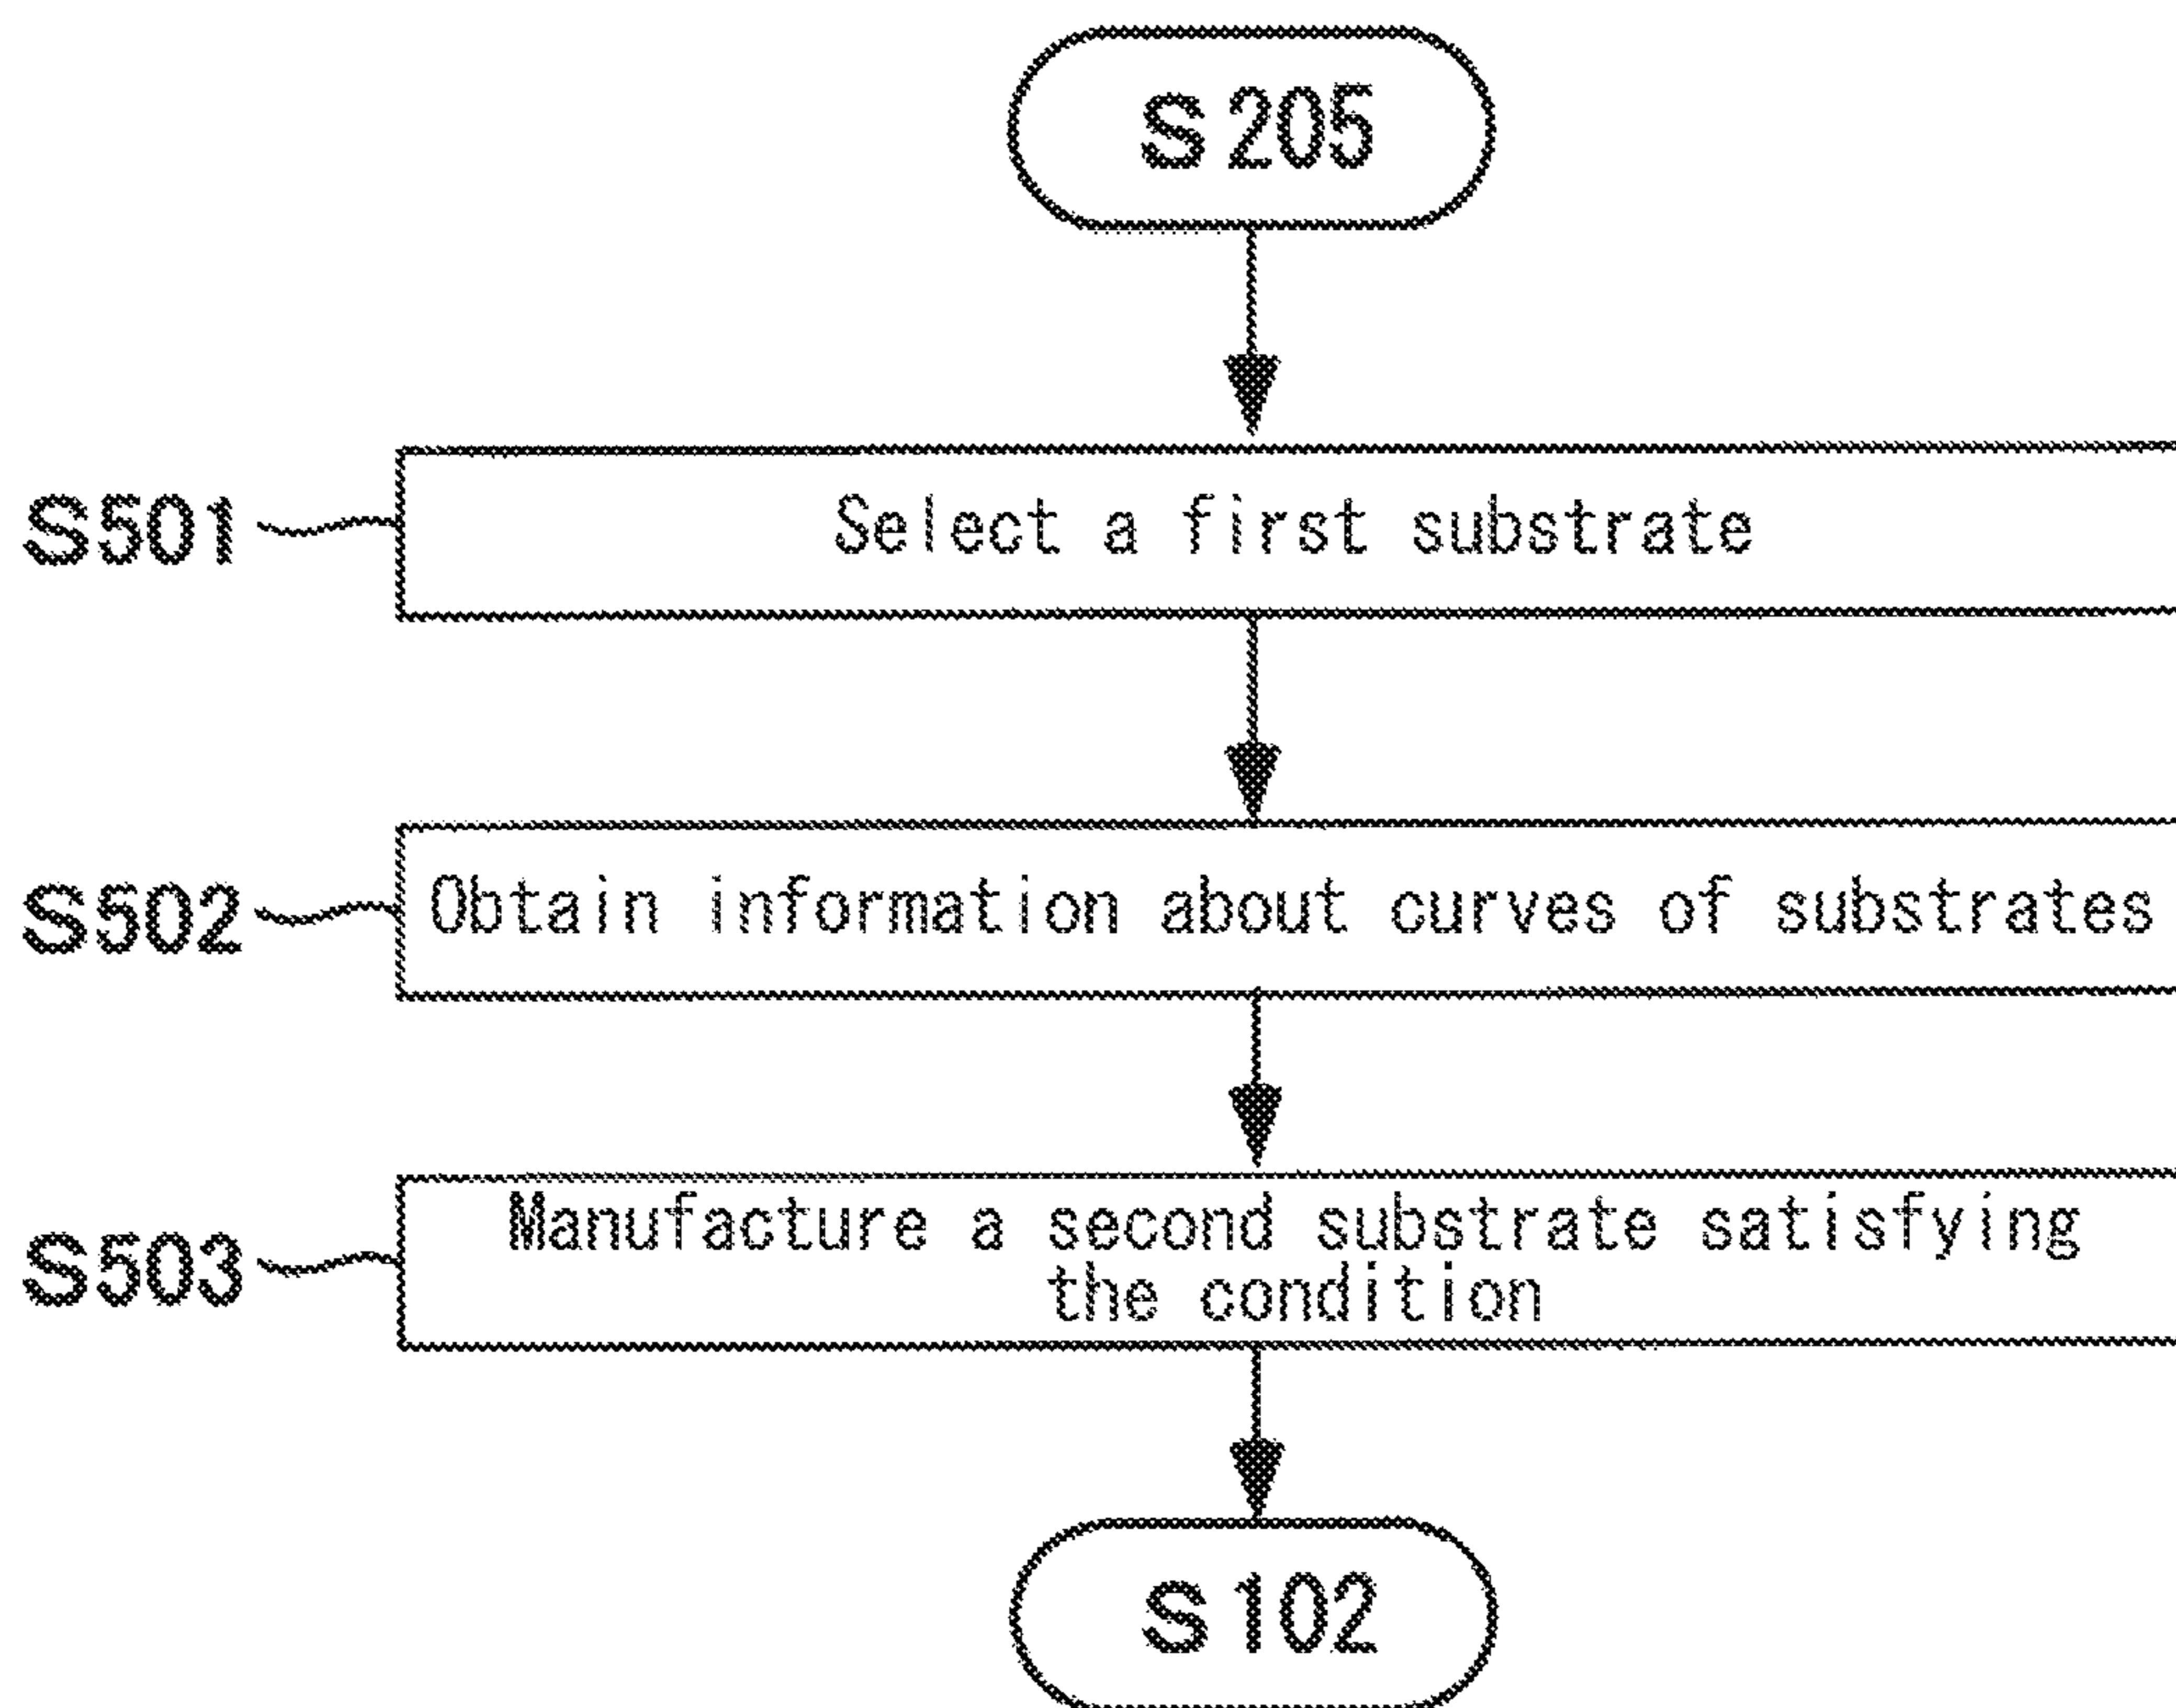 S205
S501
Select a first substrate
S502
Obtain information about curves of substrates
S503
Manufacture a second substrate satisfying
the condition
S102